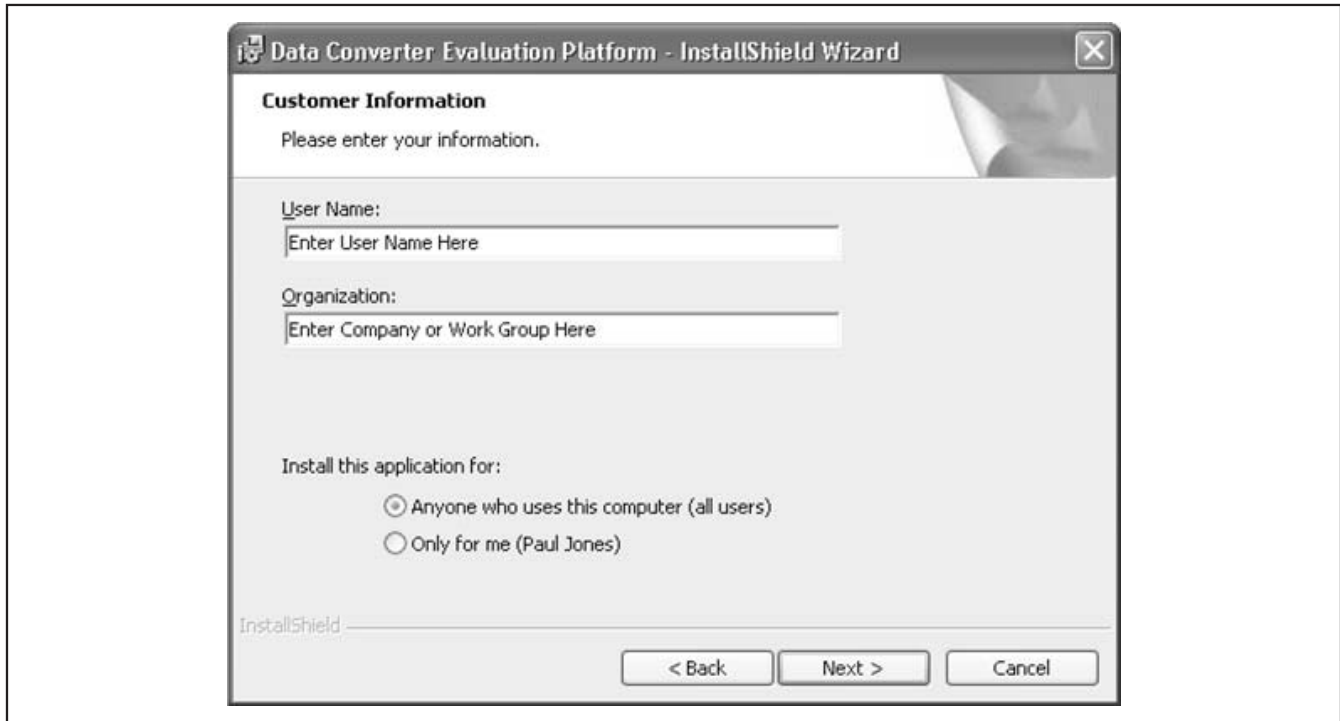 Data Converter Evaluation Platform - InstallShield Wizard
Customer Information
Please enter your information.
User Name:
Enter User Name Here
Organization:
Enter Company or Work Group Here
Install this application for:
Anyone who uses this computer (all users)
Only for me (Paul Jones)
InstallShield
< Back
Next >
Cancel